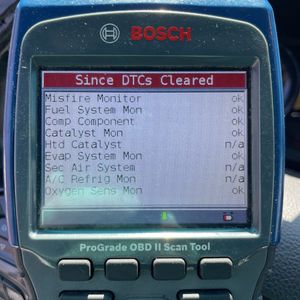 BOSCH
Since DTCs Cleared
Misfire Monitor ok
Fuel System Mon ok
Comp Component ok
Catalyst Mon ok
Htd Catalyst n/a
Evap System Mon ok
Sec Air System n/a
A/C Refrig Mon n/a
Oxygen Sens Mon ok
ProGrade OBD II Scan Tool